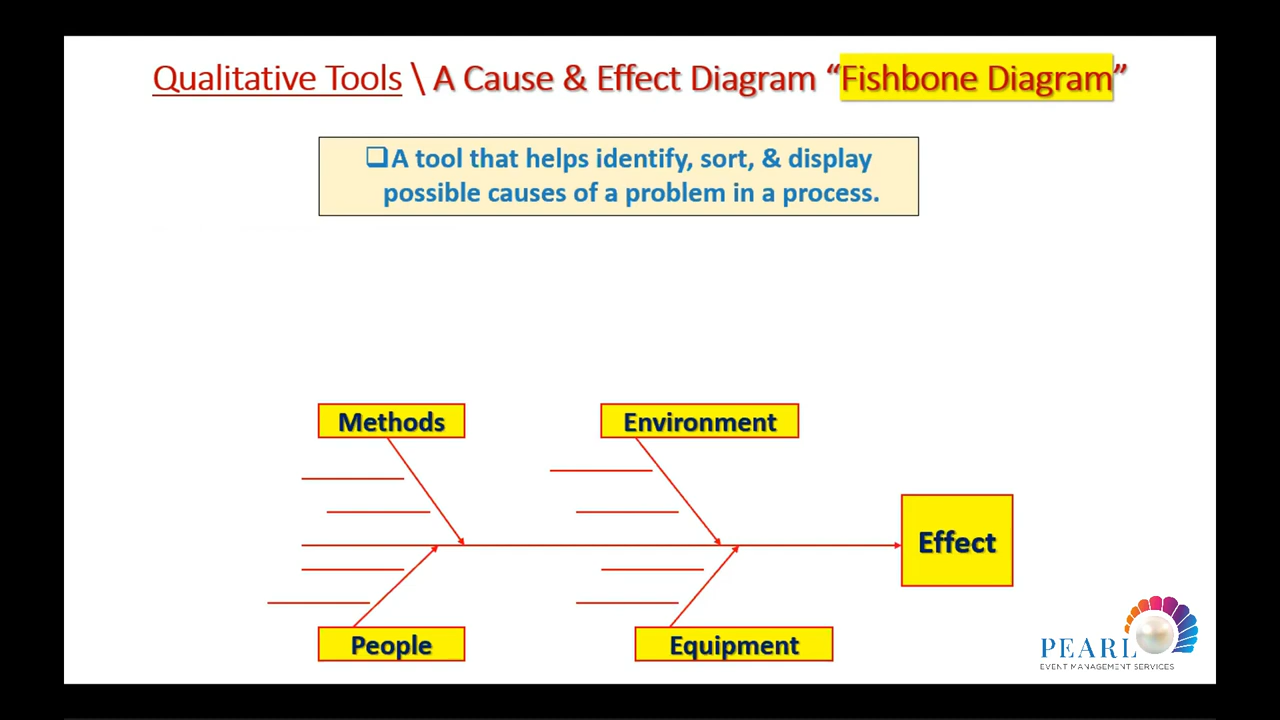 Qualitative Tools \ A Cause & Effect Diagram “Fishbone Diagram”
❑A tool that helps identify, sort, & display
possible causes of a problem in a process.
Methods
Environment
Effect
People
Equipment
PEARL
EVENT MANAGEMENT SERVICES